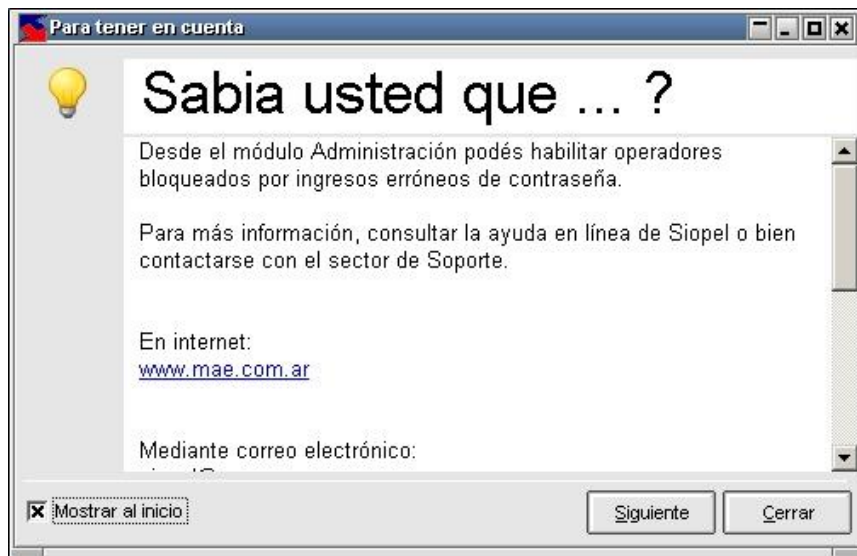 Para tener en cuenta
Sabia usted que ... ?
Desde el módulo Administración podés habilitar operadores
bloqueados por ingresos erróneos de contraseña.
Para más información, consultar la ayuda en línea de Siopel o bien
contactarse con el sector de Soporte.
En internet:
www.mae.com.ar
Mediante correo electrónico:
Mostrar al inicio
Siguiente
Cerrar